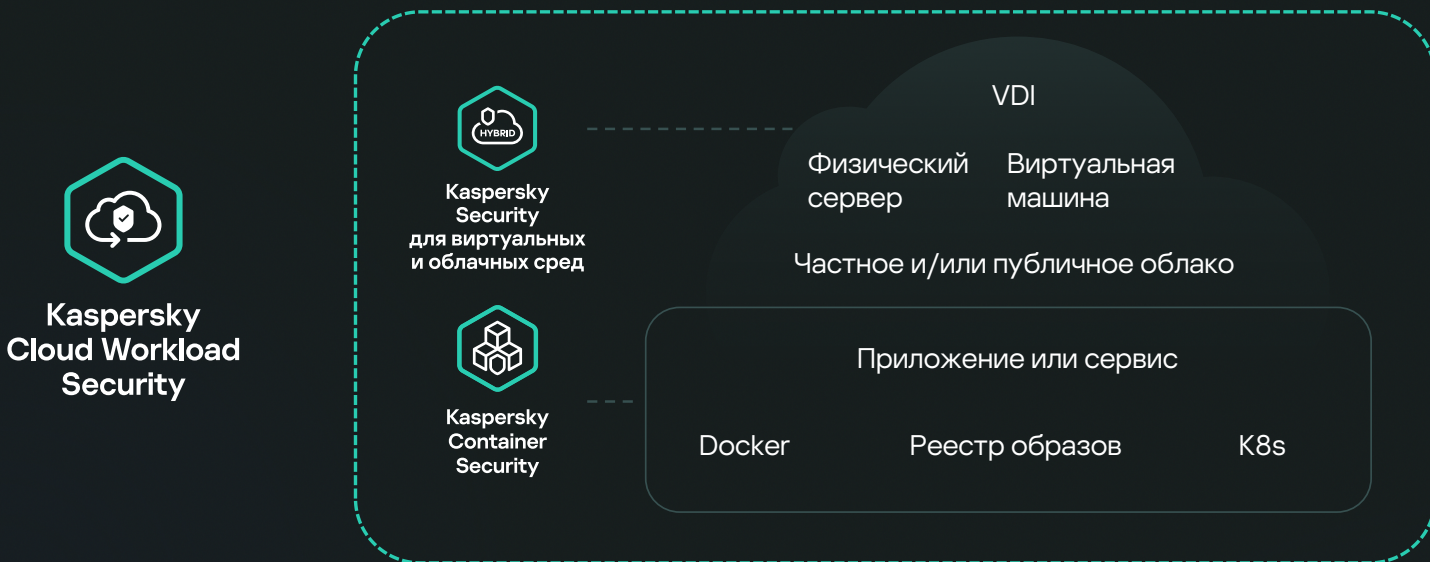 Kaspersky
Cloud Workload
Security
HYBRID
Kaspersky
Security
для виртуальных
и облачных сред
Kaspersky
Container
Security
VDI
Физический
сервер
Виртуальная
машина
Частное и/или публичное облако
Приложение или сервис
Docker
Реестр образов
K8s